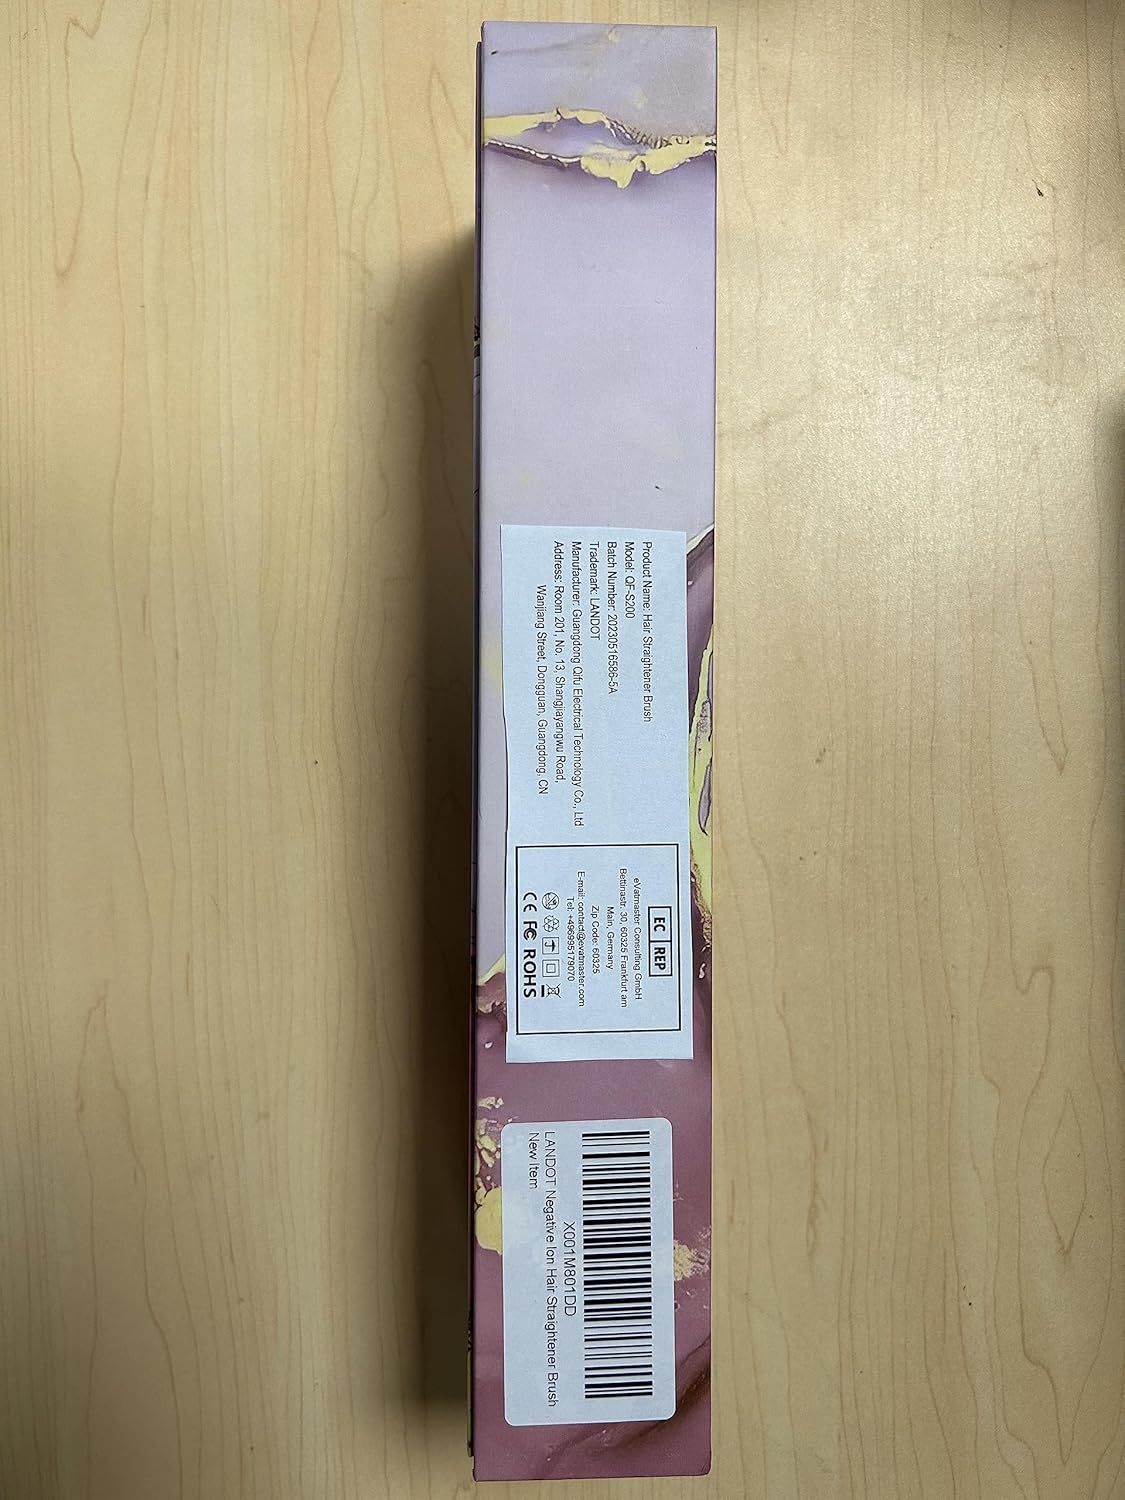 Product Name: Hair Straightener Brush
Model: QF-S200
Batch Number: 20230516586-5A
Trademark: LANDOT
Manufacturer: Guangdong Qifu Electrical Technology Co., Ltd
Address: Room 201, No. 13, Shangjiayangwu Road,
Wanjiang Street, Dongguan, Guangdong, CN
EC REP
eVatmaster Consulting GmbH
Bettinastr. 30, 60325 Frankfurt am
Main, Germany
Zip Code: 60325
E-mail: contact@evatmaster.com
Tel: +496995179070
CE FC ROHS
X001M801DD
LANDOT Negative Ion Hair Straightener Brush
New Item